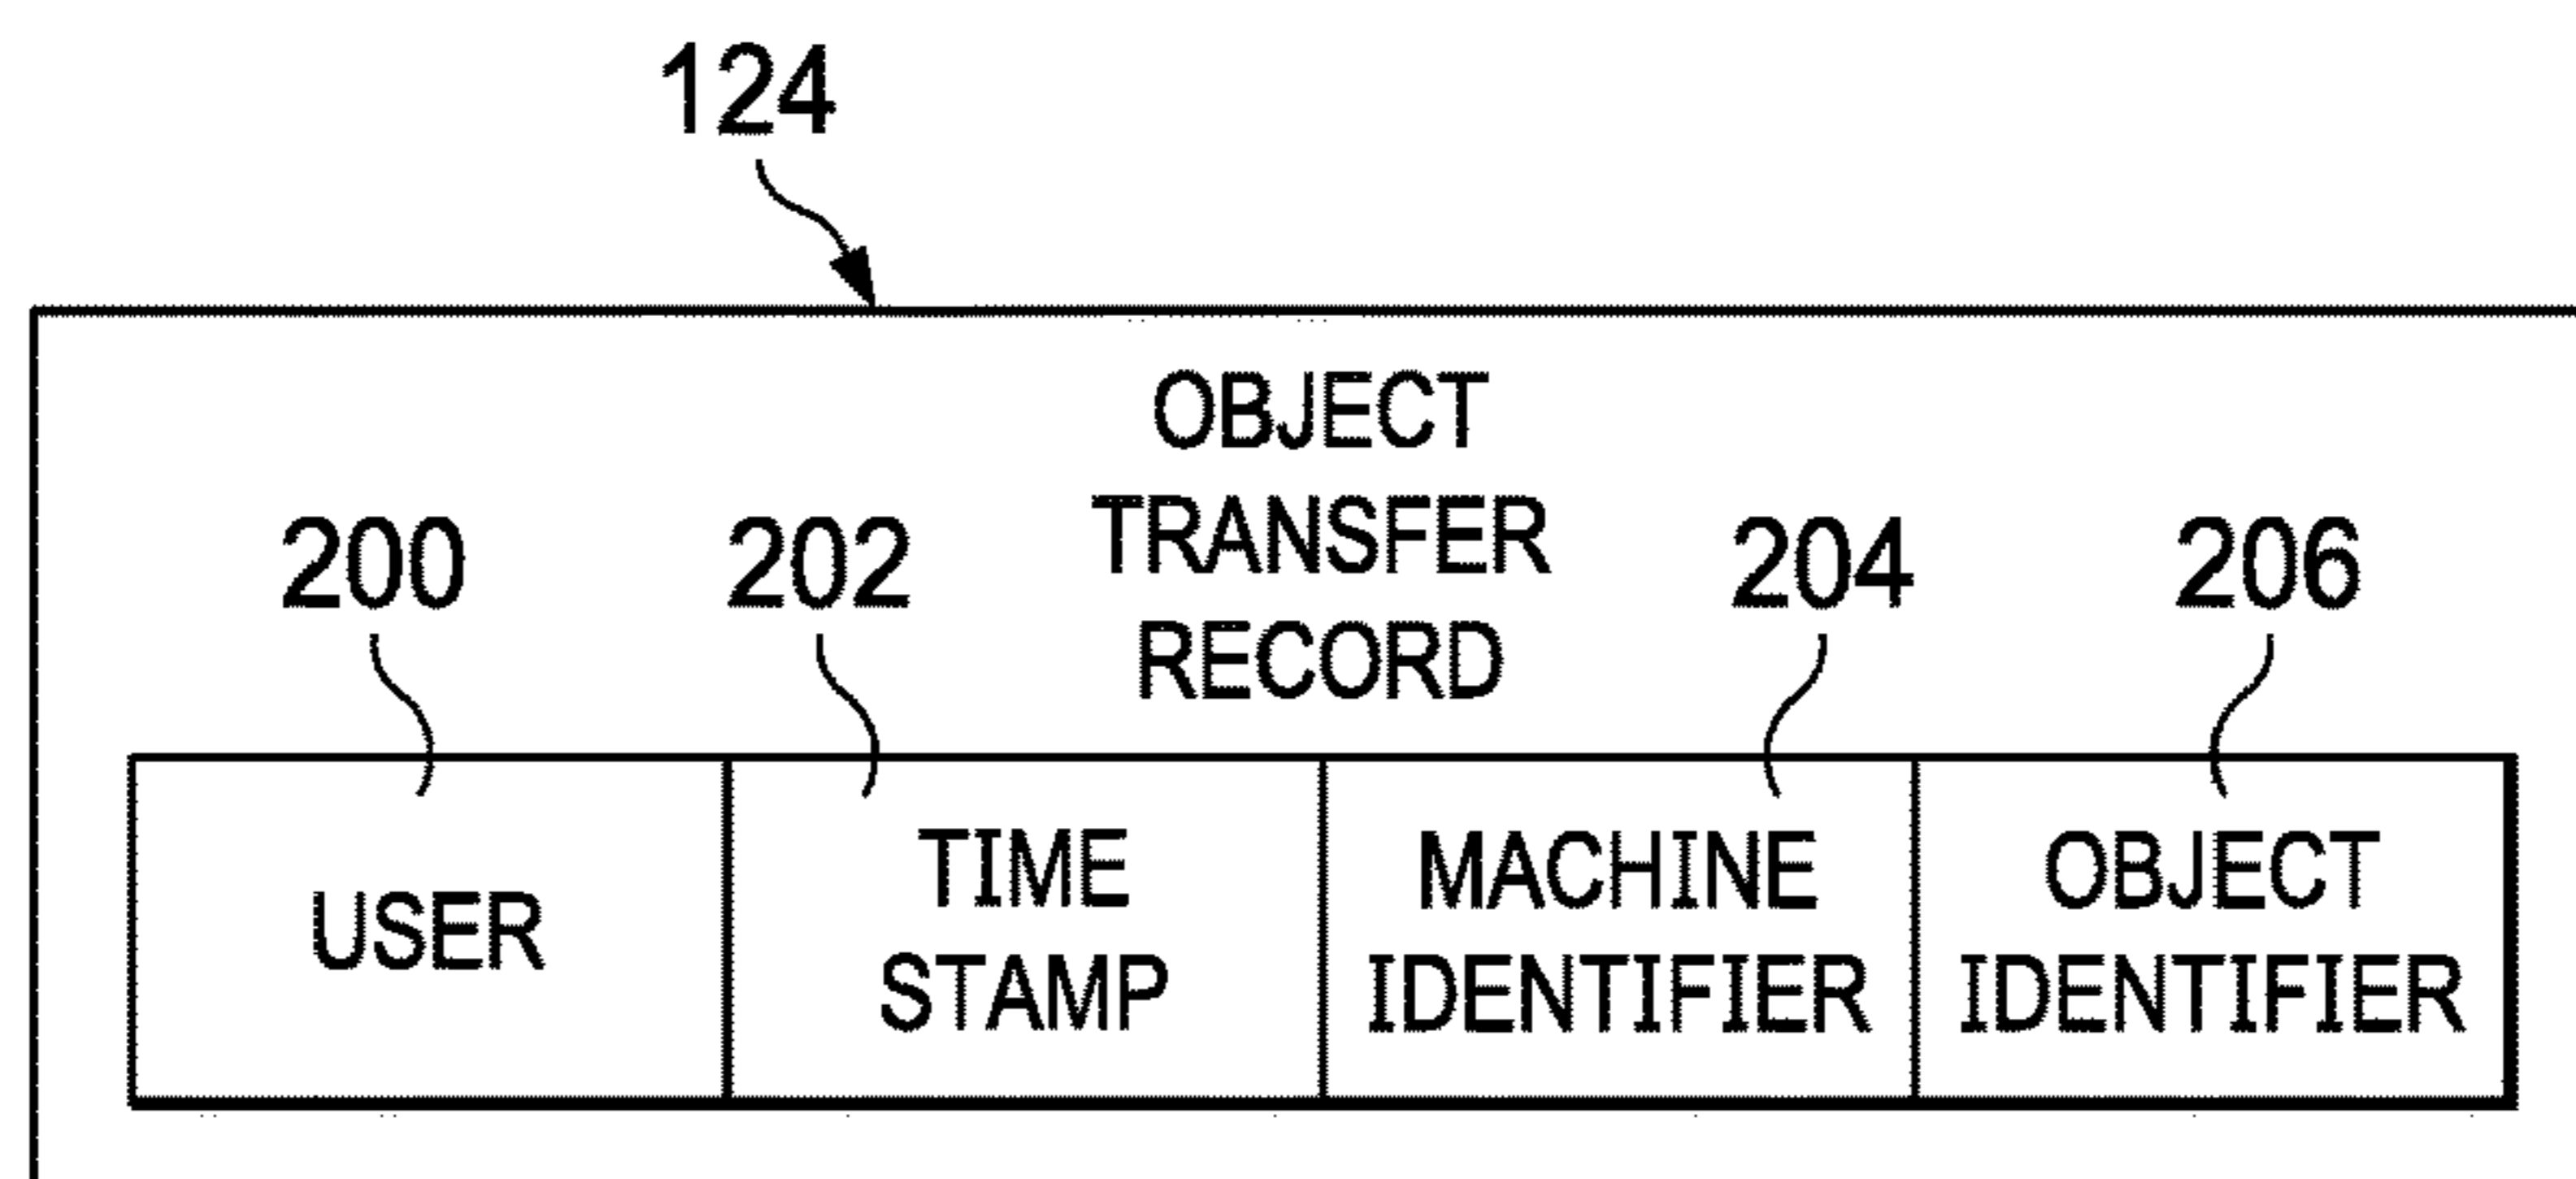 124
OBJECT
TRANSFER
RECORD
200
202
204
206
USER
TIME
STAMP
MACHINE
IDENTIFIER
OBJECT
IDENTIFIER